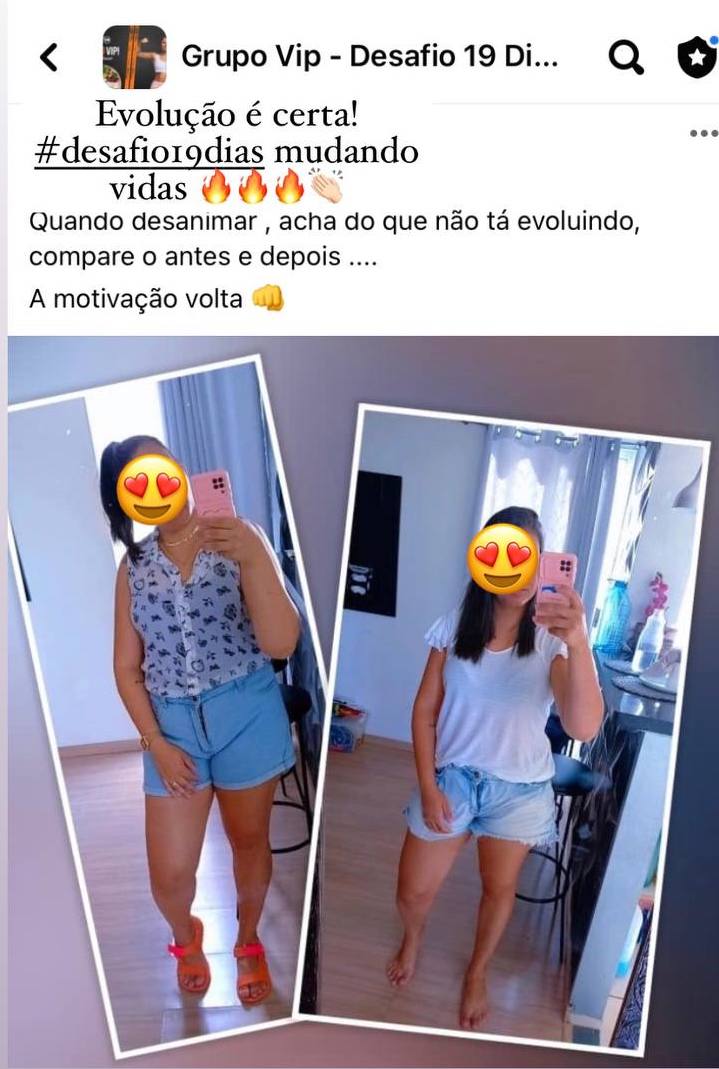 Grupo Vip - Desafio 19 Di...
VIP!
Evolução é certa!
#desafio19dias mudando
vidas 🔥🔥🔥👏🏻
Quando desanimar , acha do que não tá evoluindo,
compare o antes e depois ....
A motivação volta 👊